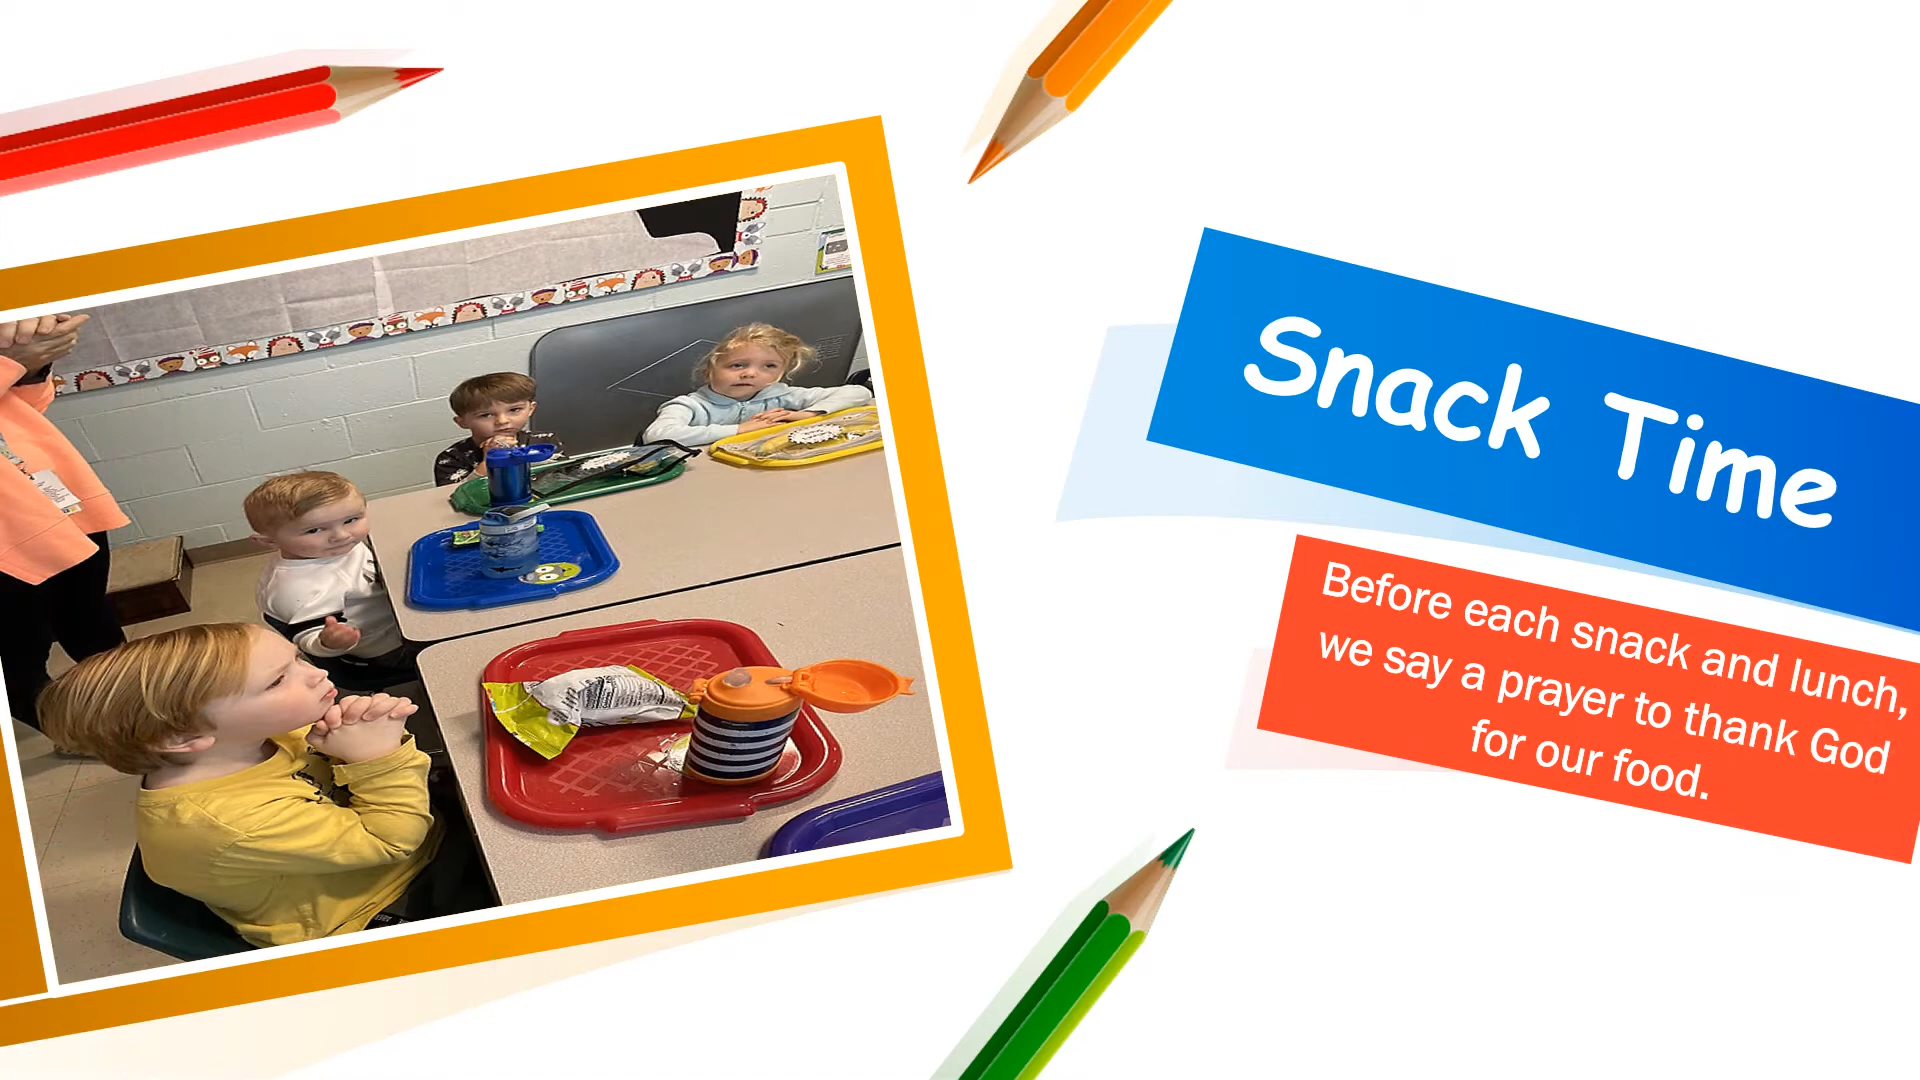 Snack Time
Before each snack and lunch,
we say a prayer to thank God
for our food.